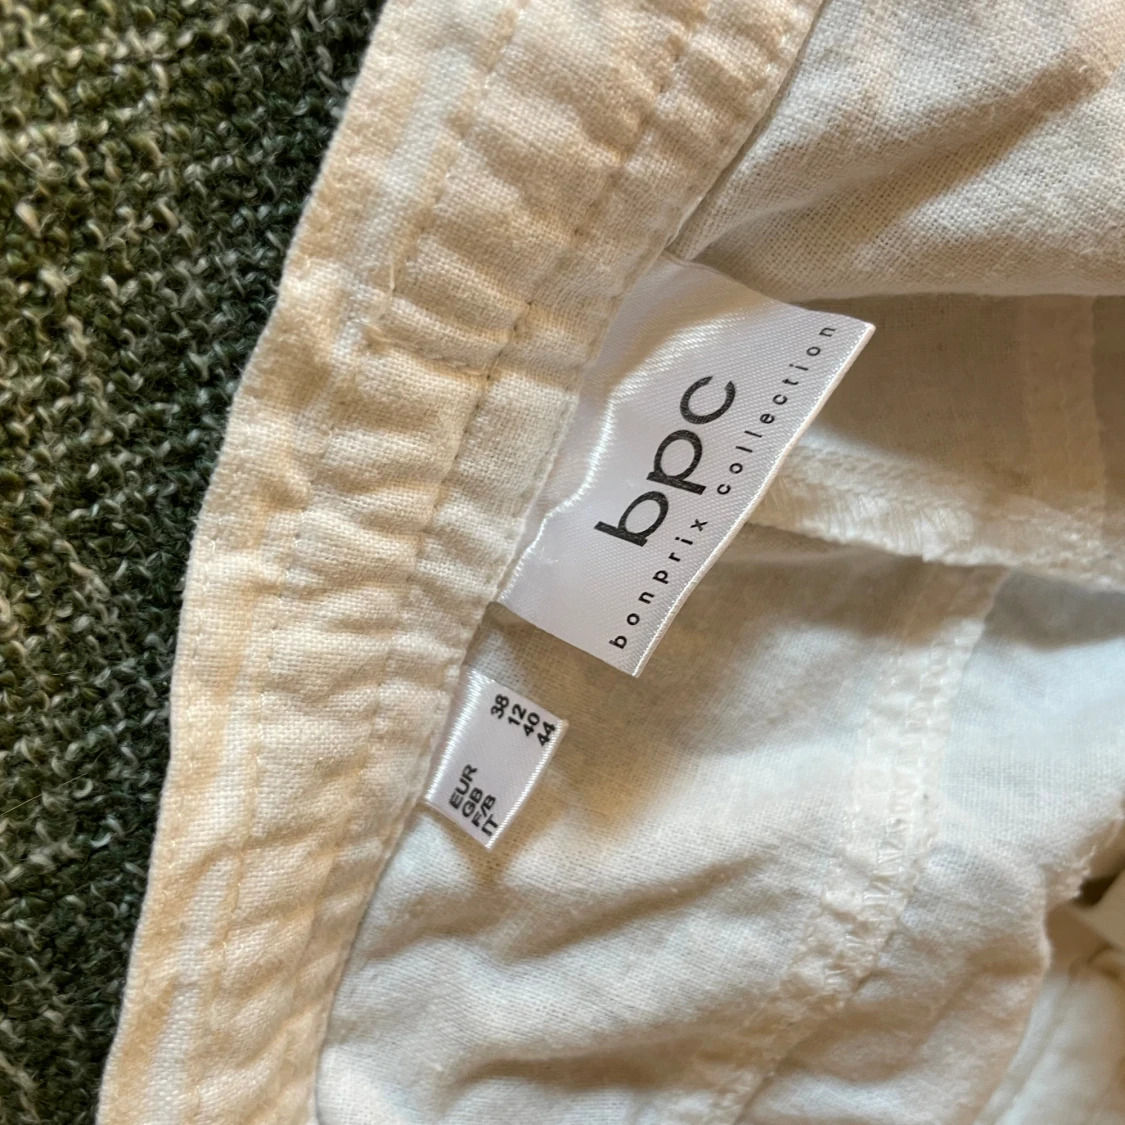 bpc
bonprix collection
EUR 38
GB 12
F/B 40
IT 44